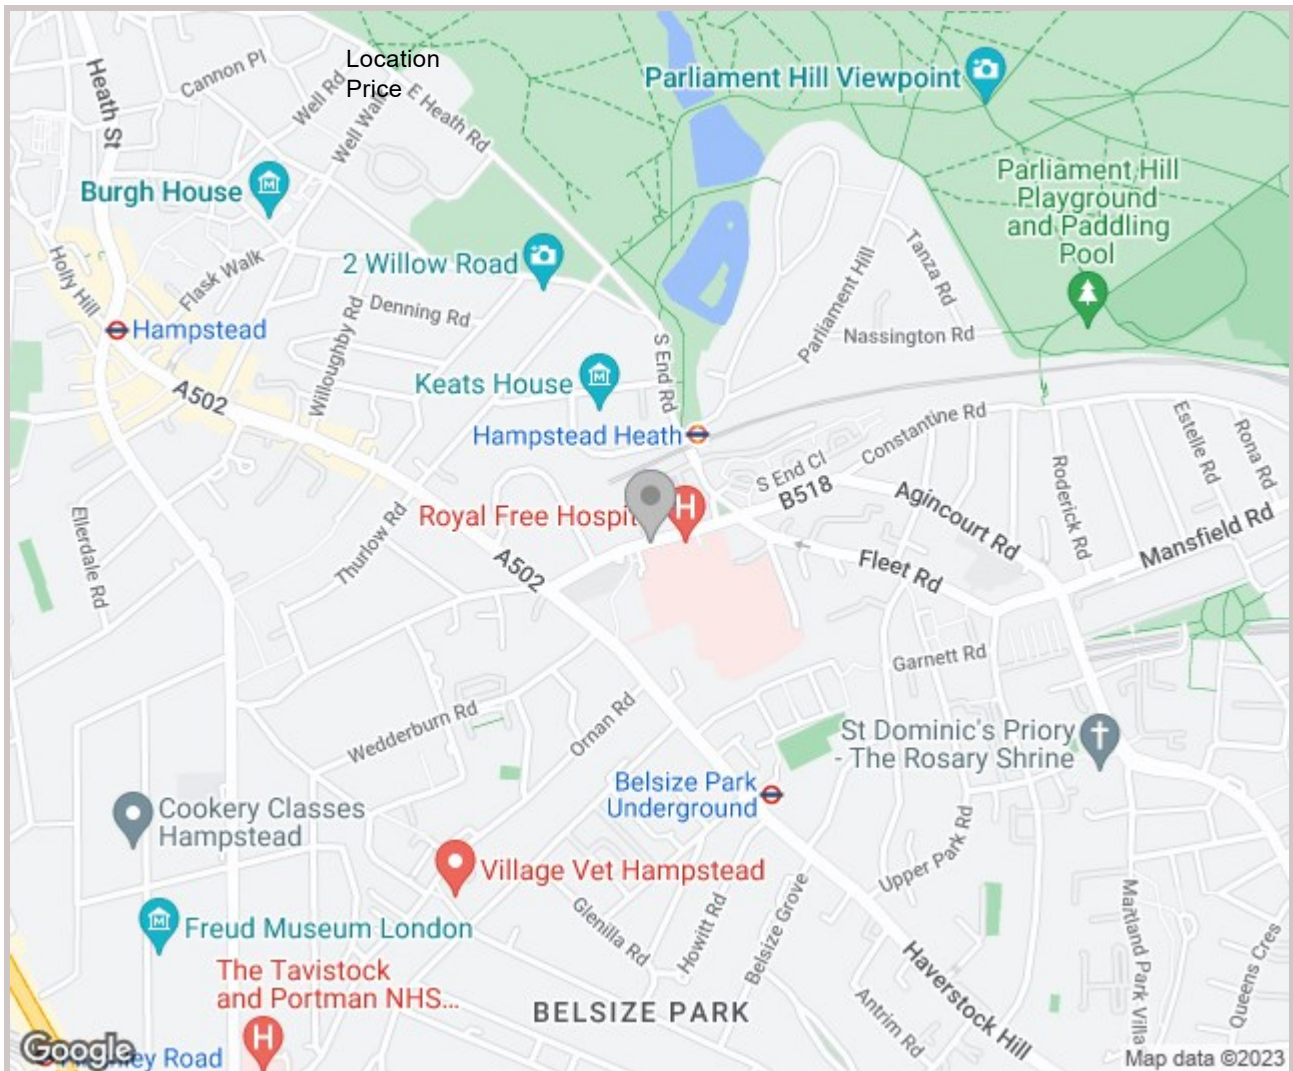 Location
Price
Heath St
Cannon Pl
Well Rd
Well Walk
E Heath Rd
Parliament Hill Viewpoint
Burgh House
Parliament Hill
Playground
and Paddling
Pool
Holly Hill
Flask Walk
2 Willow Road
Tanza Rd
Parliament Hill
Denning Rd
Willoughby Rd
Hampstead
Nassington Rd
S End Rd
A502
Keats House
Hampstead Heath
Constantine Rd
Estelle Rd
Rona Rd
S End Cl
B518
Agincourt Rd
Roderick Rd
Mansfield Rd
Royal Free Hospit
Ellerdale Rd
Thurlow Rd
A502
Fleet Rd
Garnett Rd
Wedderburn Rd
Ornan Rd
St Dominic's Priory
- The Rosary Shrine
Belsize Park
Underground
Cookery Classes
Hampstead
Village Vet Hampstead
Upper Park Rd
Freud Museum London
Glenilla Rd
Howitt Rd
Belsize Grove
Maitland Park Villa
Queens Cres
The Tavistock
and Portman NHS...
BELSIZE PARK
Haverstock Hill
Antrim Rd
Google
Road
Map data ©2023